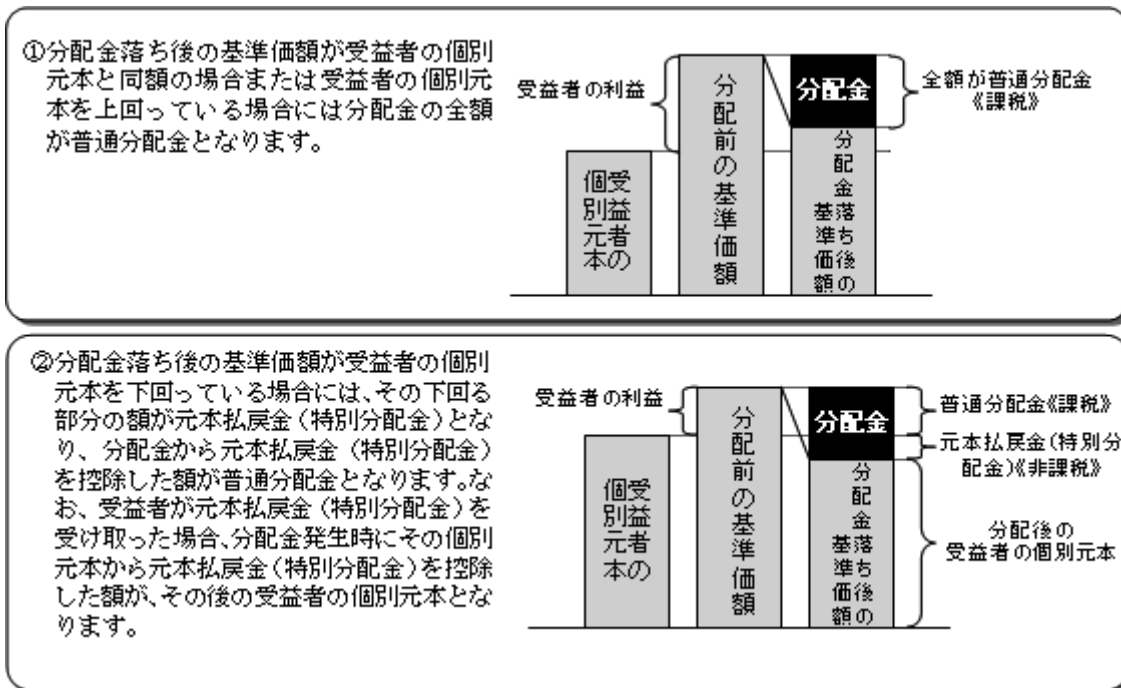 ①分配金落ち後の基準価額が受益者の個別
元本と同額の場合または受益者の個別元
本を上回っている場合には分配金の全額
が普通分配金となります。
受益者の利益
受益者の
個別元本
分配前の基準価額
分配金
分配金落ち後の
基準価額
全額が普通分配金
《課税》
②分配金落ち後の基準価額が受益者の個別
元本を下回っている場合には、その下回る
部分の額が元本払戻金(特別分配金)とな
り、分配金から元本払戻金(特別分配金)
を控除した額が普通分配金となります。な
お、受益者が元本払戻金(特別分配金)を
受け取った場合、分配金発生時にその個別
元本から元本払戻金(特別分配金)を控除
した額が、その後の受益者の個別元本とな
ります。
受益者の利益
受益者の
個別元本
分配前の基準価額
分配金
分配金落ち後の
基準価額
普通分配金《課税》
元本払戻金(特別分
配金)《非課税》
分配後の
受益者の個別元本